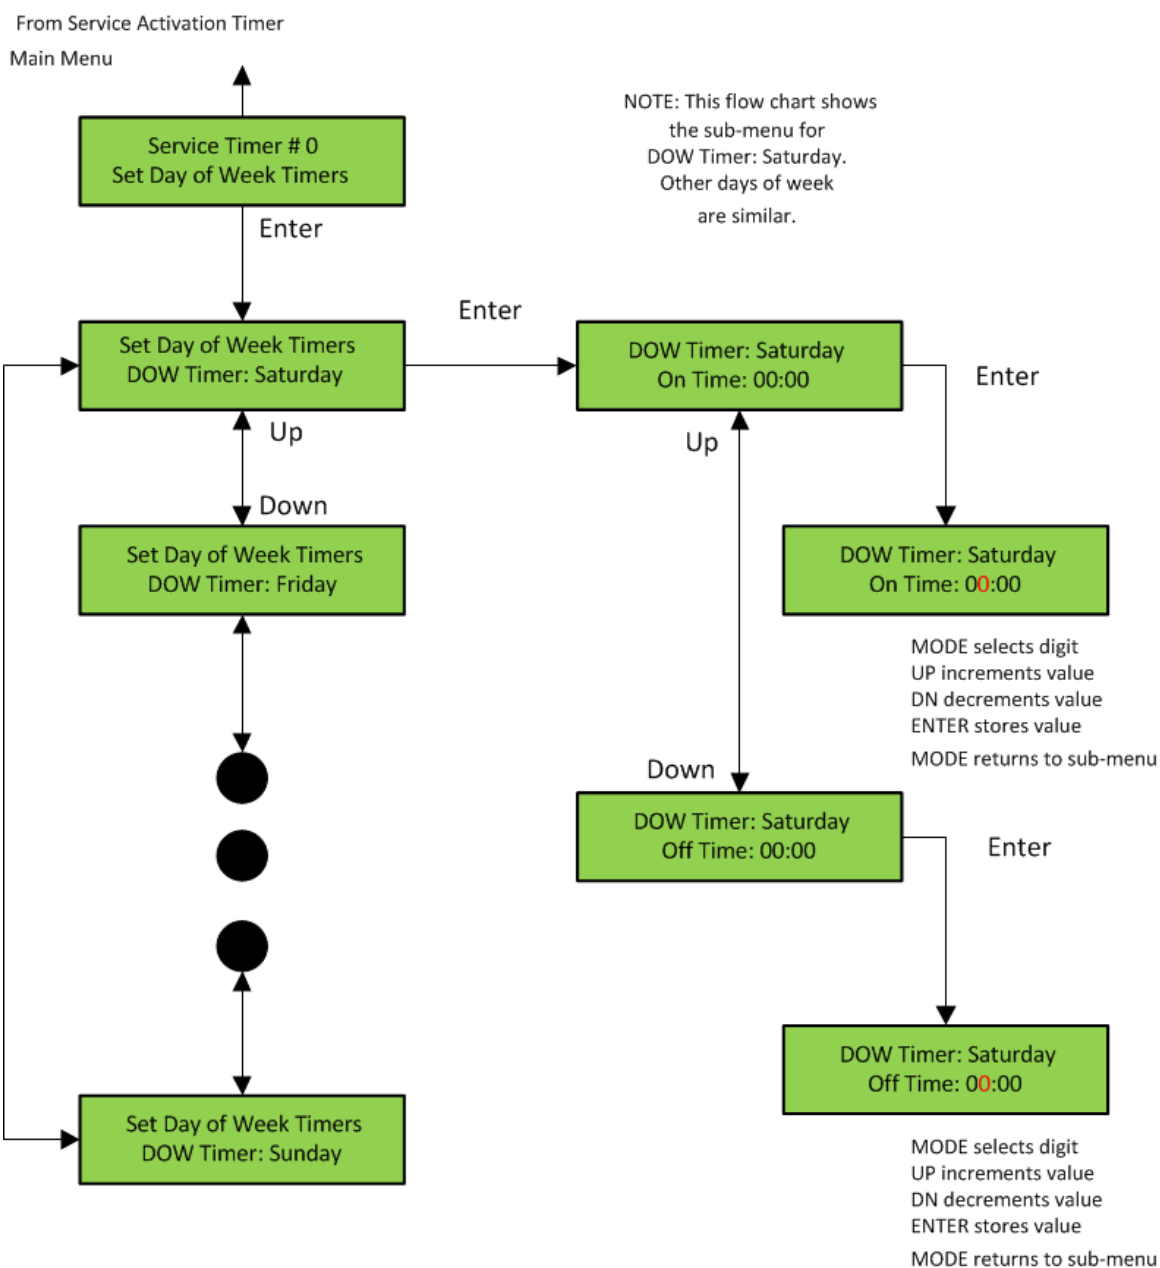 From Service Activation Timer
Main Menu
NOTE: This flow chart shows
the sub-menu for
DOW Timer: Saturday.
Other days of week
are similar.
Service Timer # 0
Set Day of Week Timers
Enter
Set Day of Week Timers
DOW Timer: Saturday
Enter
DOW Timer: Saturday
On Time: 00:00
Enter
Up
Down
Set Day of Week Timers
DOW Timer: Friday
Up
DOW Timer: Saturday
On Time: 00:00
MODE selects digit
UP increments value
DN decrements value
ENTER stores value
MODE returns to sub-menu
Down
DOW Timer: Saturday
Off Time: 00:00
Enter
DOW Timer: Saturday
Off Time: 00:00
MODE selects digit
UP increments value
DN decrements value
ENTER stores value
MODE returns to sub-menu
Set Day of Week Timers
DOW Timer: Sunday